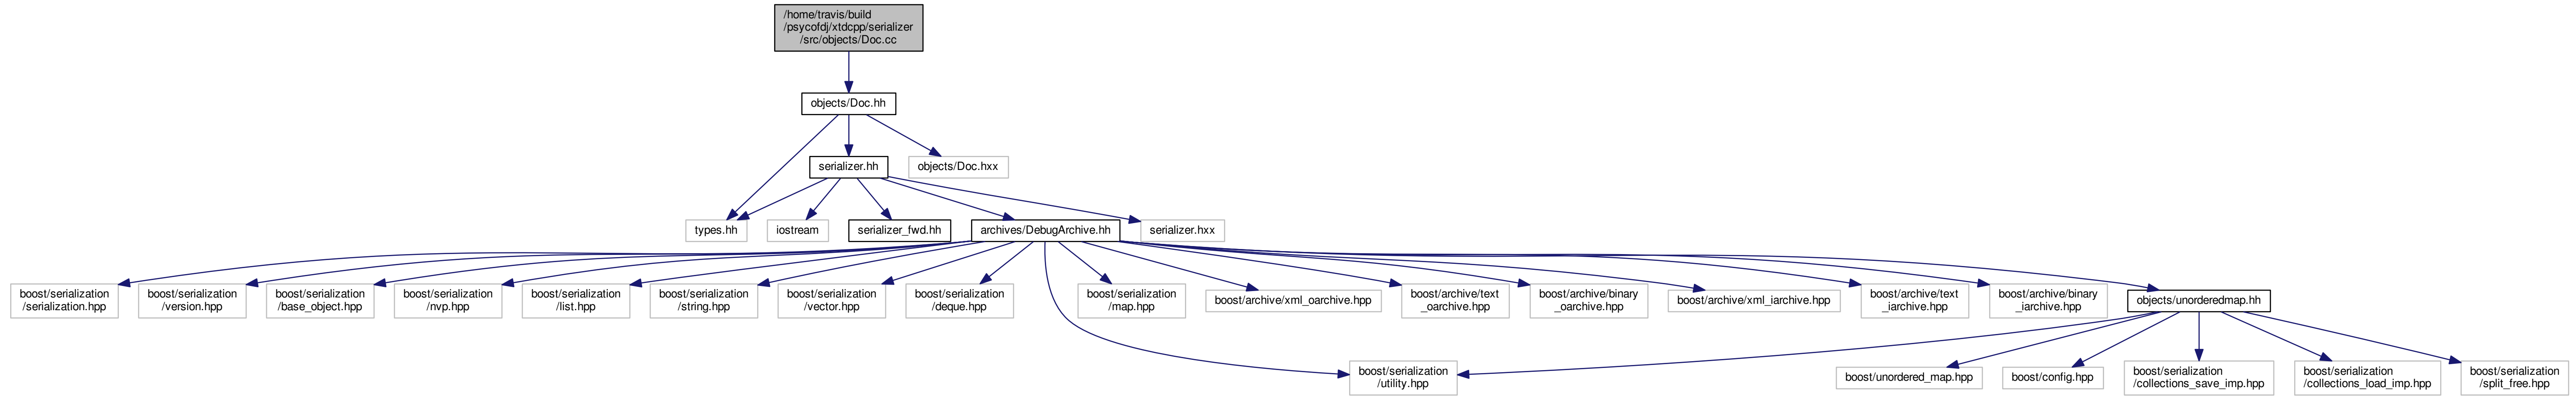 /home/travis/build
/psycofdj/xtdcpp/serializer
/src/objects/Doc.cc
objects/Doc.hh
serializer.hh
objects/Doc.hxx
types.hh
iostream
serializer_fwd.hh
archives/DebugArchive.hh
serializer.hxx
boost/serialization
/serialization.hpp
boost/serialization
/version.hpp
boost/serialization
/base_object.hpp
boost/serialization
/nvp.hpp
boost/serialization
/list.hpp
boost/serialization
/string.hpp
boost/serialization
/vector.hpp
boost/serialization
/deque.hpp
boost/serialization
/map.hpp
boost/archive/xml_oarchive.hpp
boost/archive/text
_oarchive.hpp
boost/archive/binary
_oarchive.hpp
boost/archive/xml_iarchive.hpp
boost/archive/text
_iarchive.hpp
boost/archive/binary
_iarchive.hpp
objects/unorderedmap.hh
boost/serialization
/utility.hpp
boost/unordered_map.hpp
boost/config.hpp
boost/serialization
/collections_save_imp.hpp
boost/serialization
/collections_load_imp.hpp
boost/serialization
/split_free.hpp